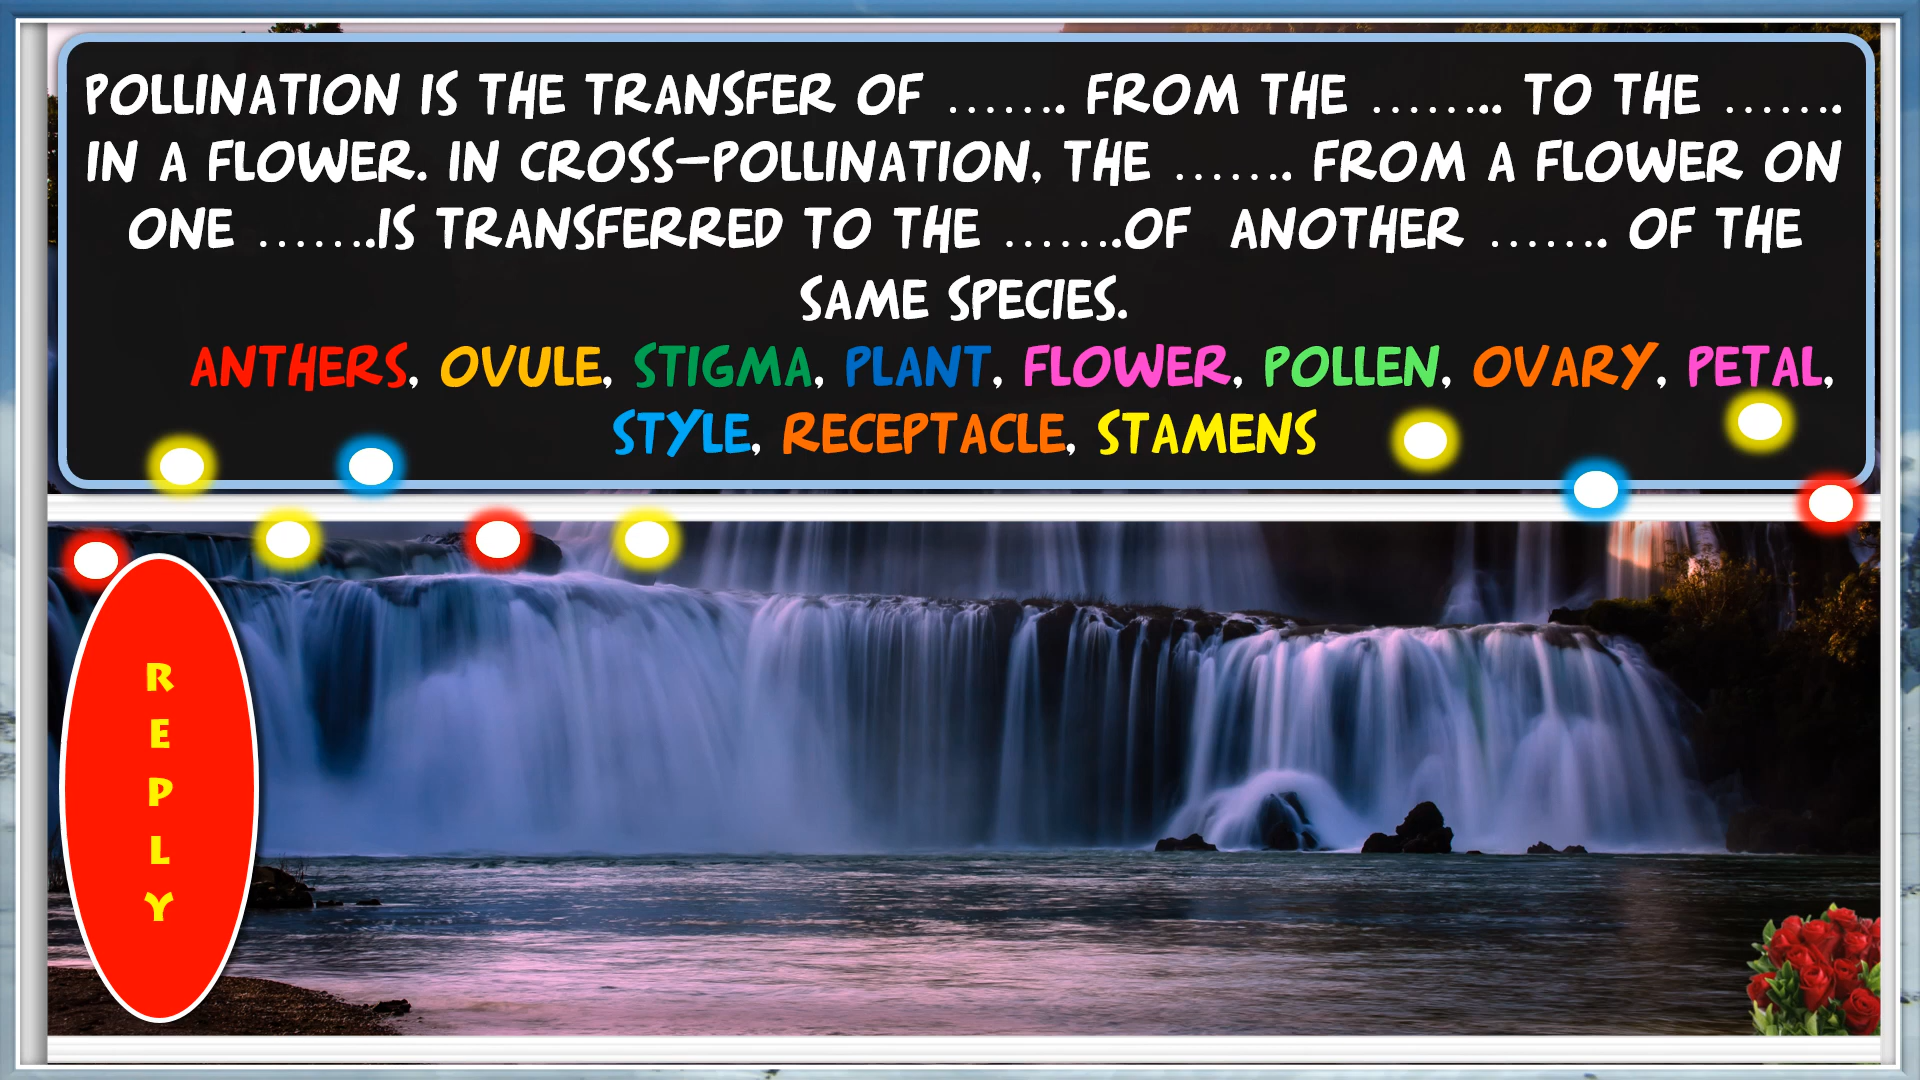 POLLINATION IS THE TRANSFER OF ……. FROM THE …….. TO THE …….
IN A FLOWER. IN CROSS-POLLINATION, THE ……. FROM A FLOWER ON
ONE …….IS TRANSFERRED TO THE …….OF ANOTHER ……. OF THE
SAME SPECIES.
ANTHERS, OVULE, STIGMA, PLANT, FLOWER, POLLEN, OVARY, PETAL,
STYLE, RECEPTACLE, STAMENS
R
E
P
L
Y